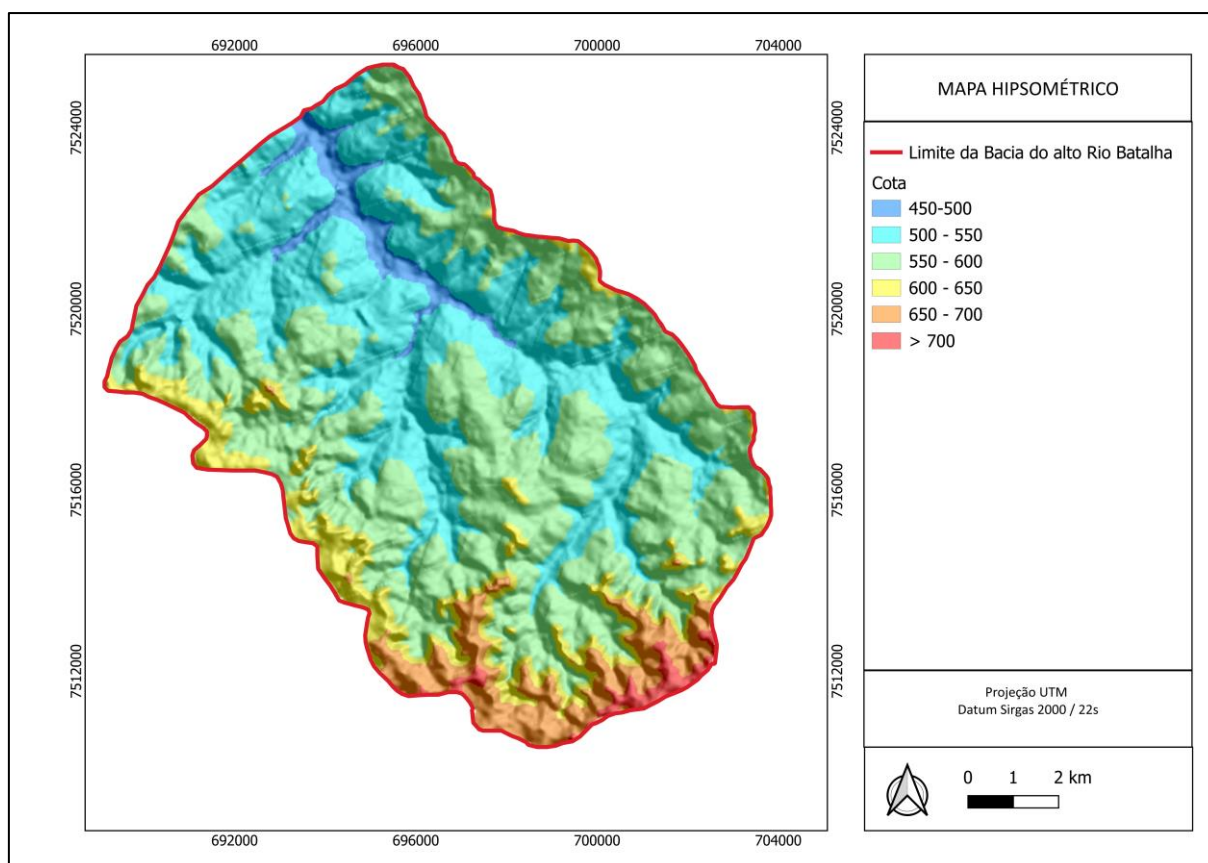 692000 696000 700000 704000
7524000 7524000
7520000 7520000
7516000 7516000
7512000 7512000
692000 696000 700000 704000
MAPA HIPSOMÉTRICO
Limite da Bacia do alto Rio Batalha
Cota
450-500
500 - 550
550 - 600
600 - 650
650 - 700
> 700
Projeção UTM
Datum Sirgas 2000 / 22s
0 1 2 km